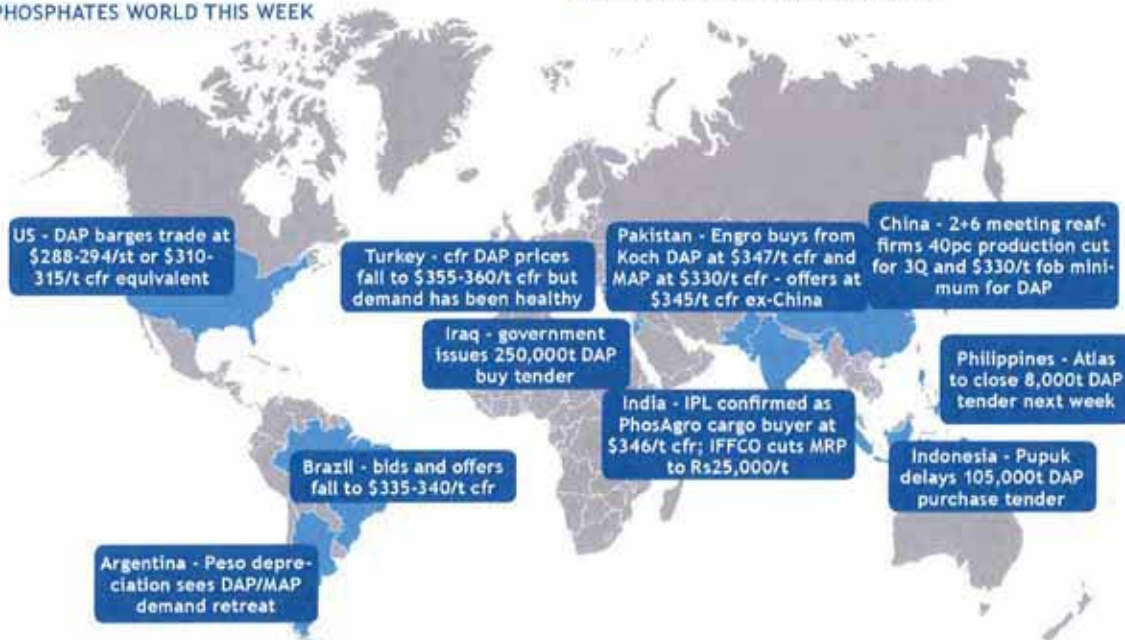 PHOSPHATES WORLD THIS WEEK
US - DAP barges trade at
$288-294/st or $310-
315/t cfr equivalent
Turkey - cfr DAP prices
fall to $355-360/t cfr but
demand has been healthy
Pakistan - Engro buys from
Koch DAP at $347/t cfr and
MAP at $330/t cfr - offers at
$345/t cfr ex-China
China - 2+6 meeting reaf-
firms 40pc production cut
for 3Q and $330/t fob mini-
mum for DAP
Iraq - government
issues 250,000t DAP
buy tender
Philippines - Atlas
to close 8,000t DAP
tender next week
India - IPL confirmed as
PhosAgro cargo buyer at
$346/t cfr; IFFCO cuts MRP
to Rs25,000/t
Brazil - bids and offers
fall to $335-340/t cfr
Indonesia - Pupuk
delays 105,000t DAP
purchase tender
Argentina - Peso depre-
ciation sees DAP/MAP
demand retreat